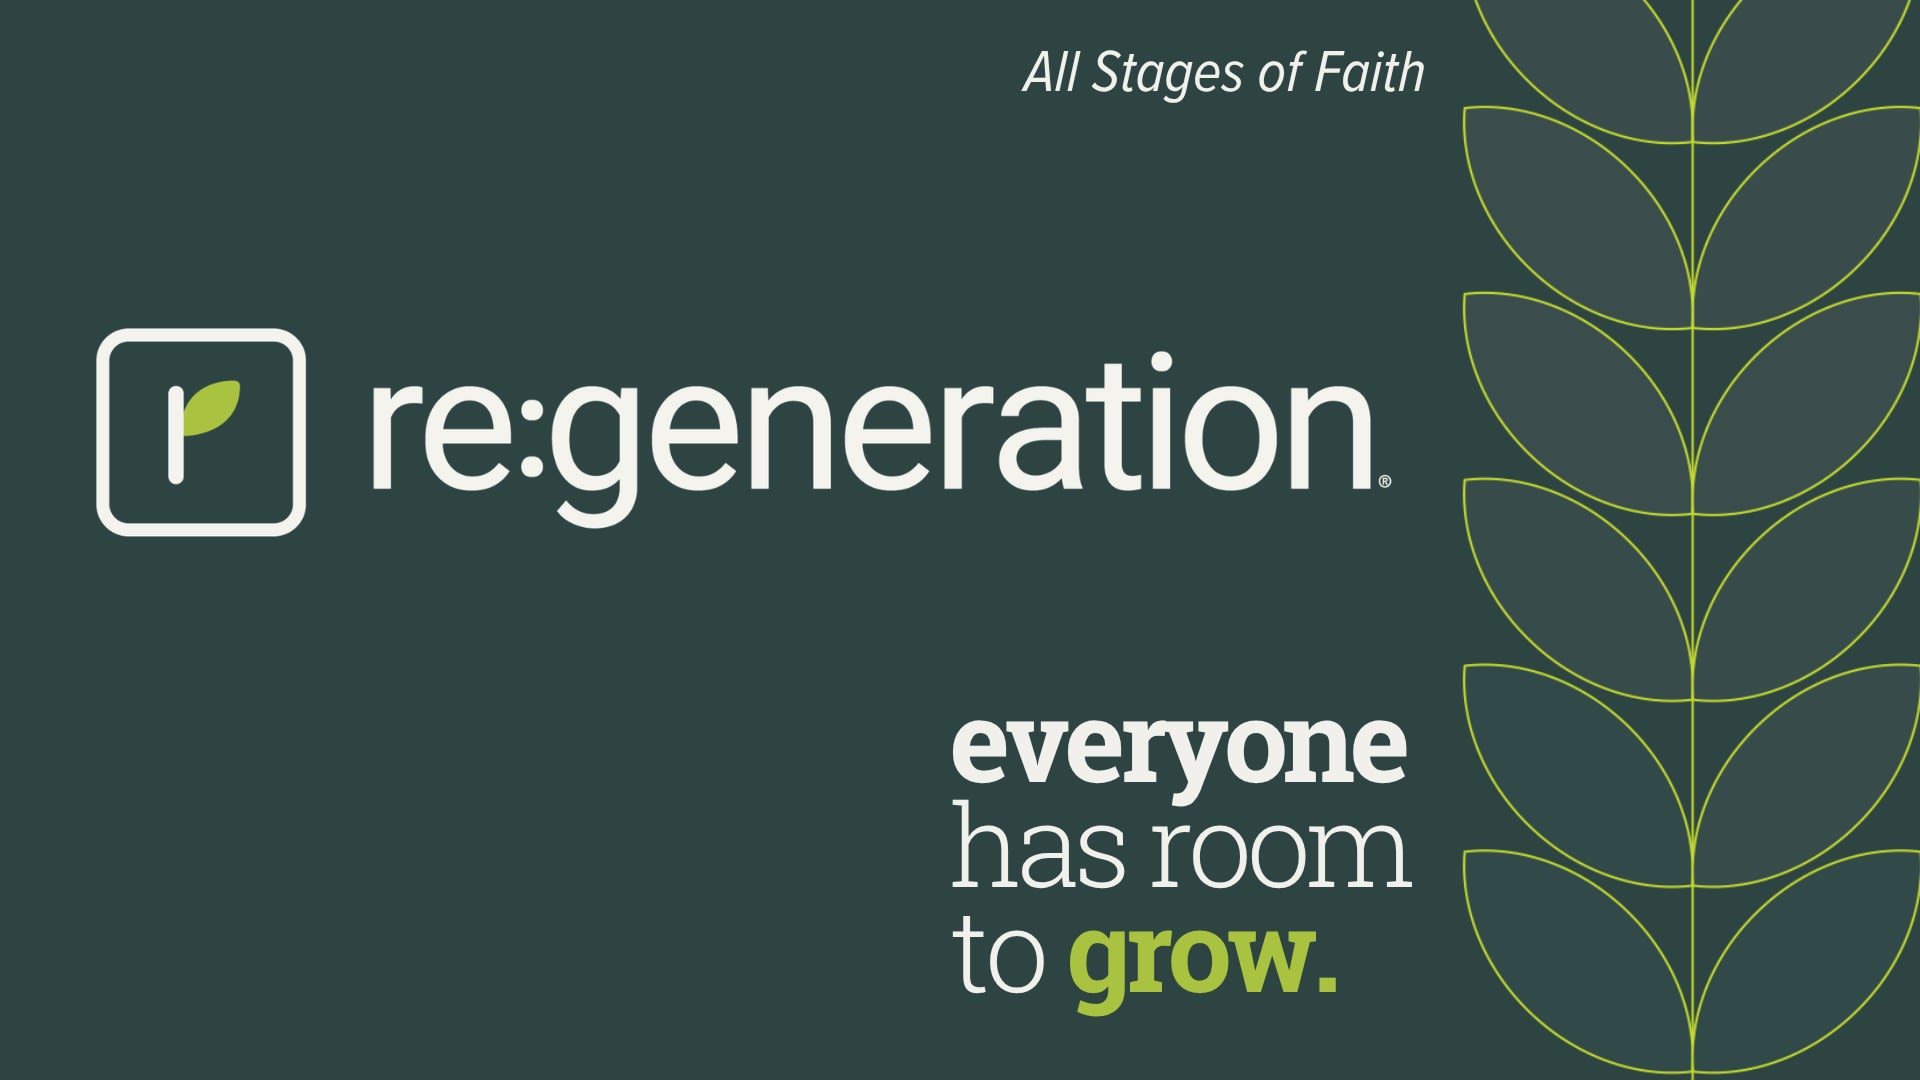 All Stages of Faith
r re:generation®
everyone
has room
to grow.